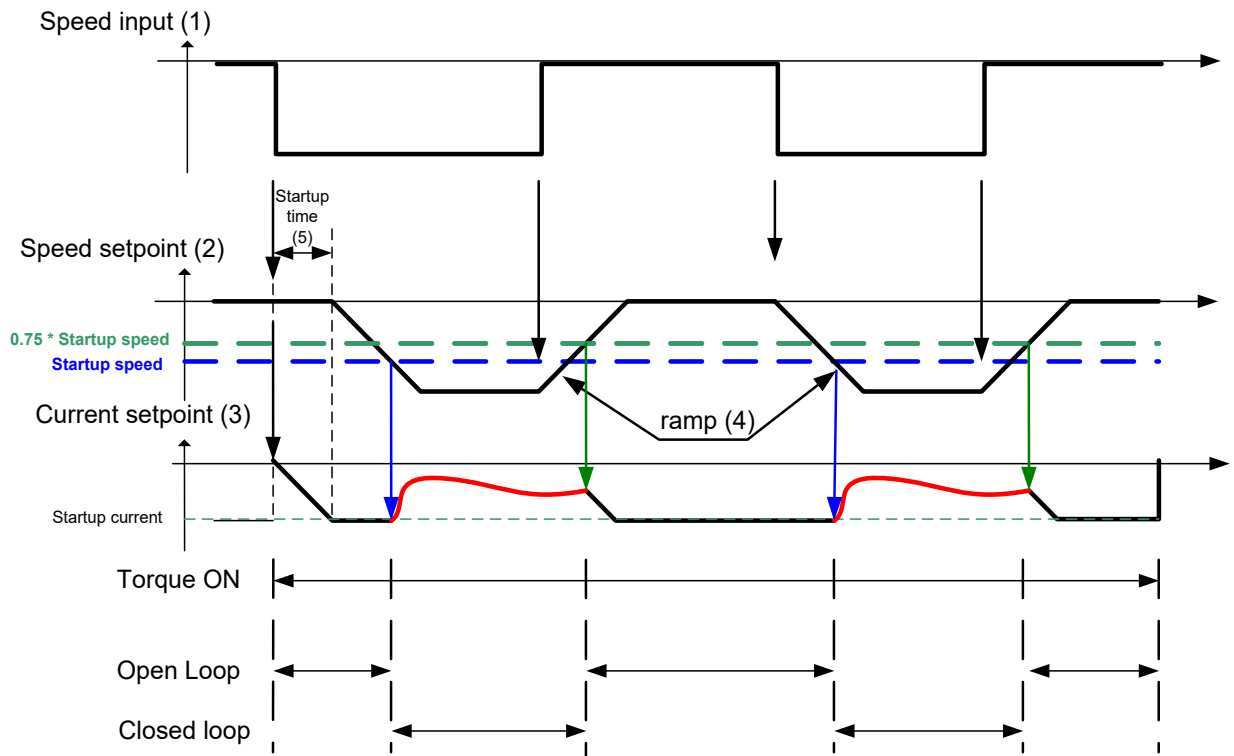 Speed input (1)
Startup
time
(5)
Speed setpoint (2)
0.75 * Startup speed
Startup speed
Current setpoint (3)
ramp (4)
Startup current
Torque ON
Open Loop
Closed loop